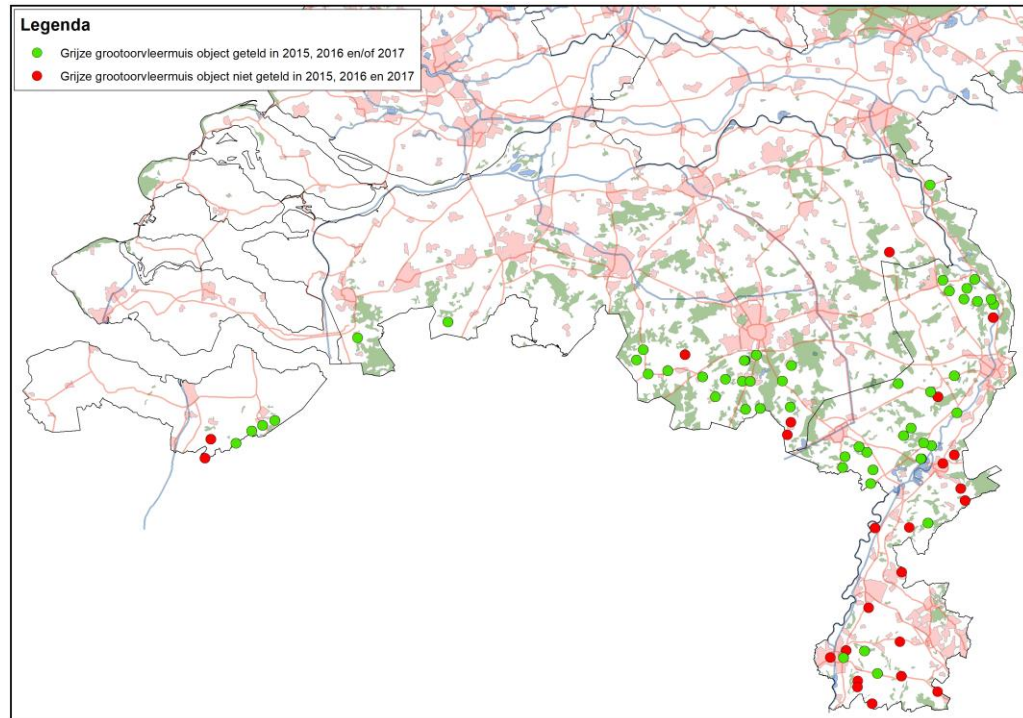 Legenda
Grijze grootoorvleermuis object geteld in 2015, 2016 en/of 2017
Grijze grootoorvleermuis object niet geteld in 2015, 2016 en 2017